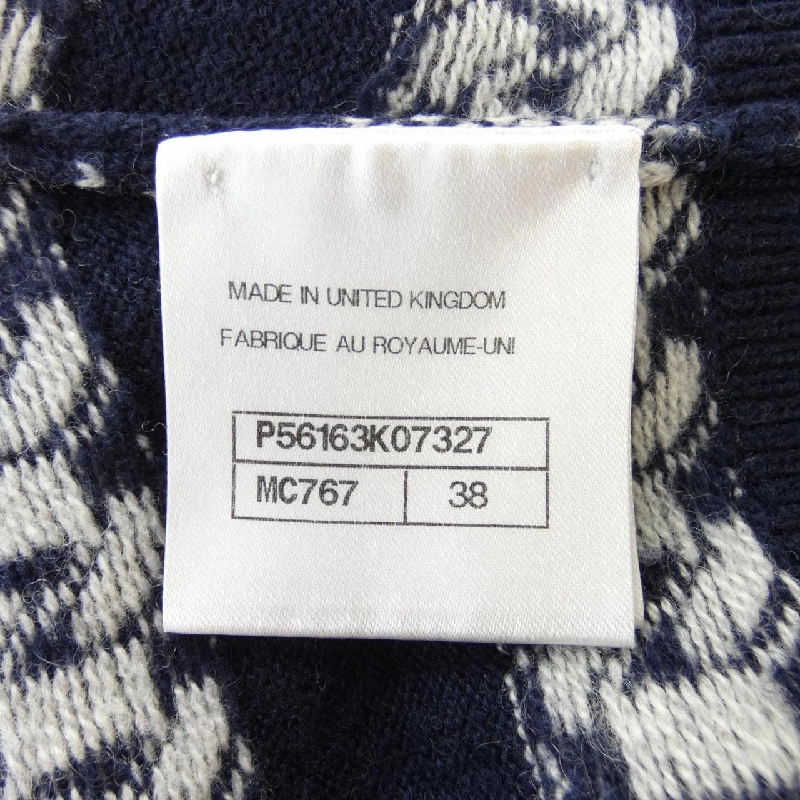 MADE IN UNITED KINGDOM
FABRIQUE AU ROYAUME-UNI
P56163K07327
MC767 38